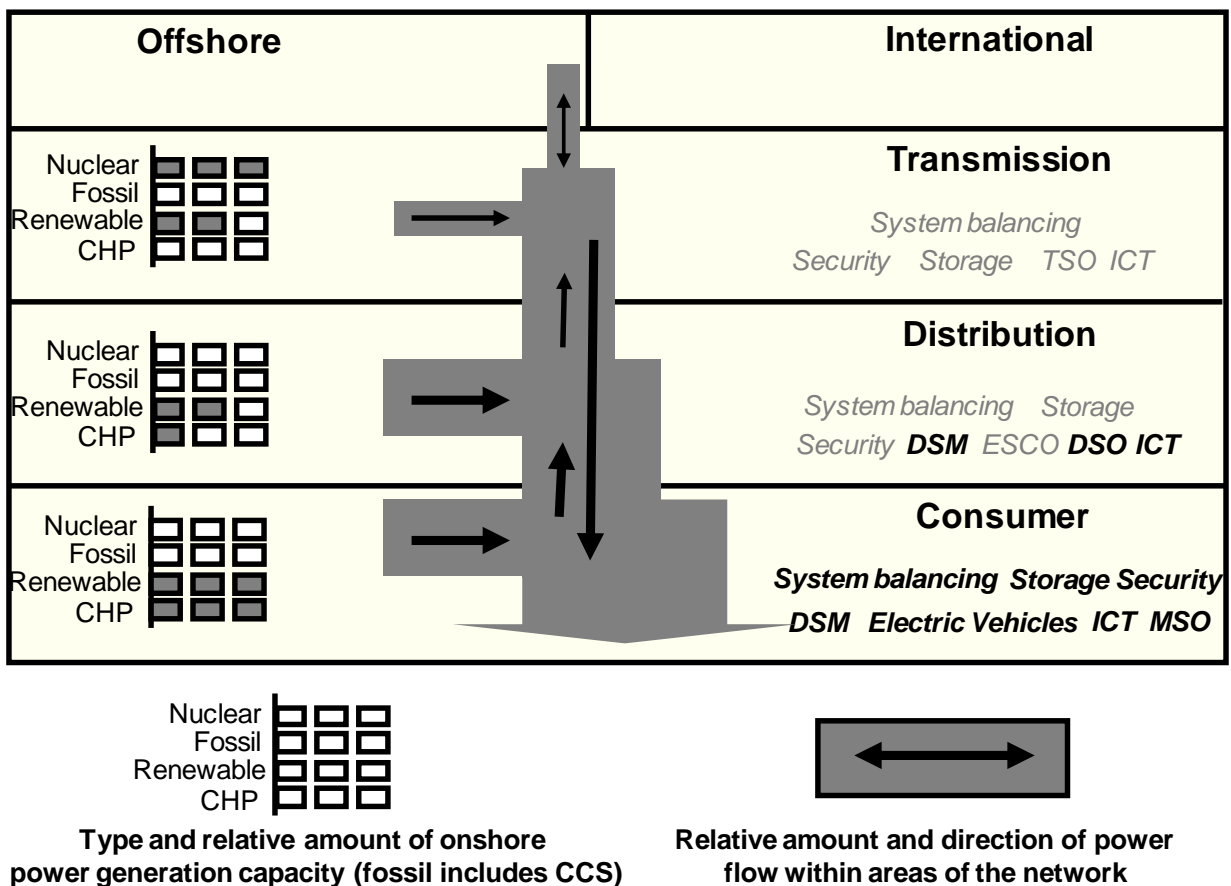 Offshore
International
Nuclear
Fossil
Renewable
CHP
Transmission
System balancing
Security Storage TSO ICT
Nuclear
Fossil
Renewable
CHP
Distribution
System balancing Storage
Security DSM ESCO DSO ICT
Nuclear
Fossil
Renewable
CHP
Consumer
System balancing Storage Security
DSM Electric Vehicles ICT MSO
Nuclear
Fossil
Renewable
CHP
Type and relative amount of onshore
power generation capacity (fossil includes CCS)
Relative amount and direction of power
flow within areas of the network